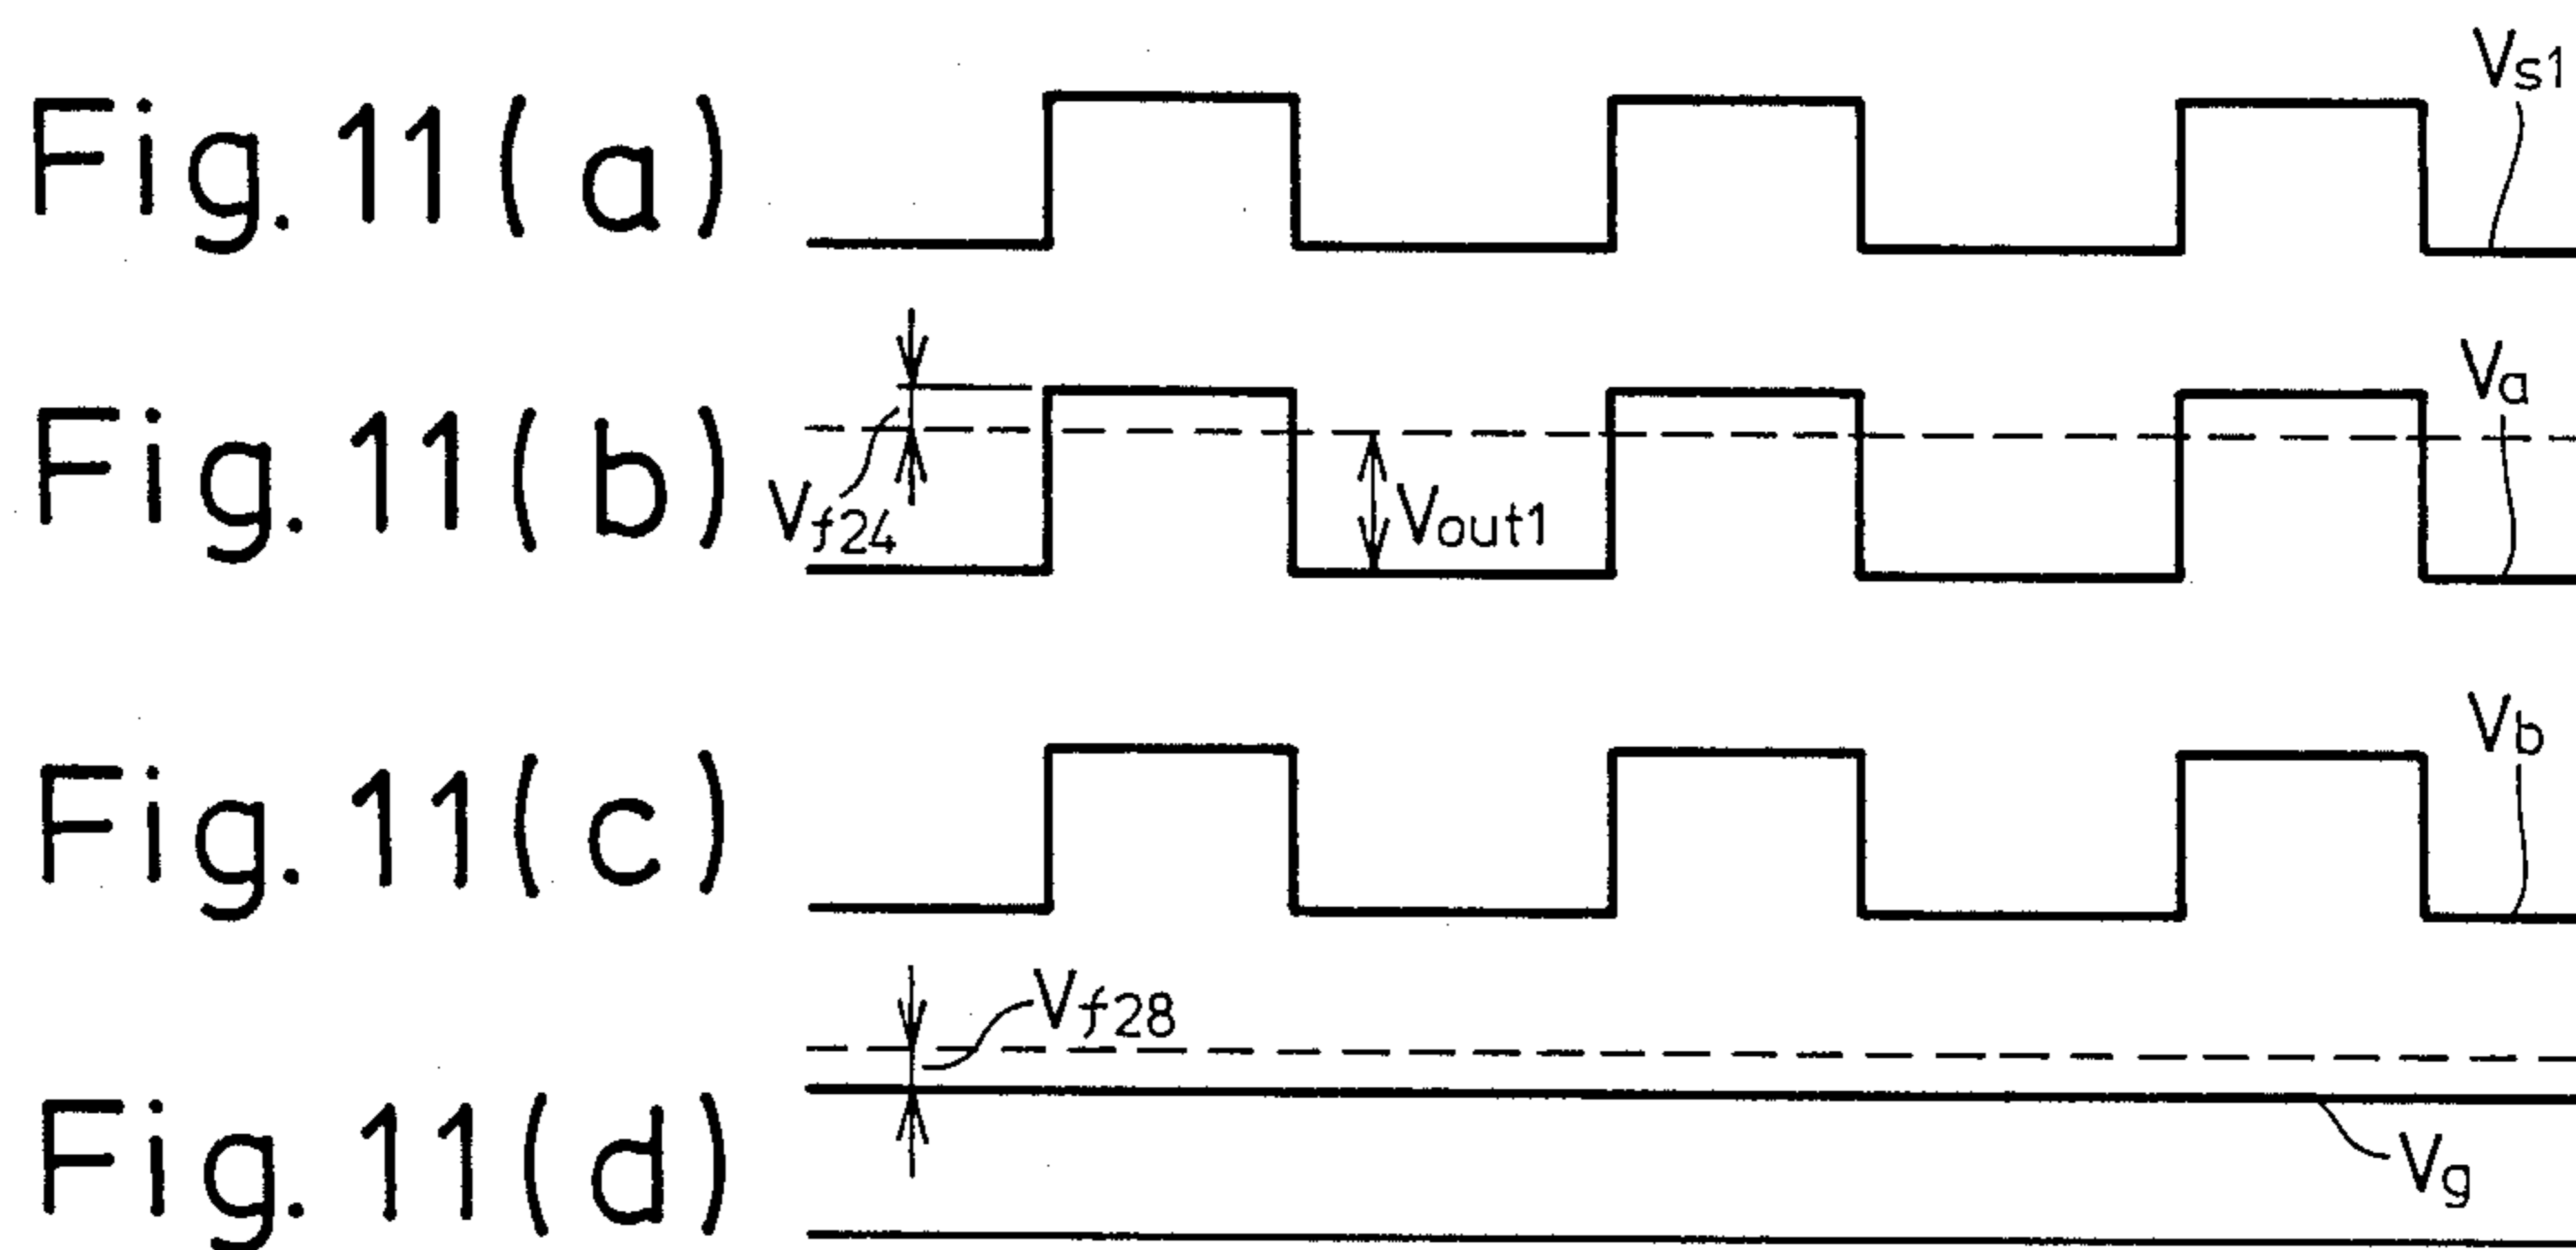 Fig. 11(a)
Vs1
Fig. 11(b)
Vf24
Vout1
Va
Fig. 11(c)
Vb
Fig. 11(d)
Vf28
Vg